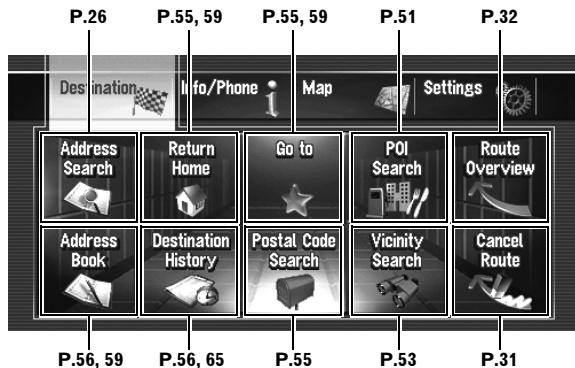 P.26 P.55, 59 P.55, 59 P.51 P.32
Destination Info/Phone Map Settings
Address Search
Return Home
Go to
POI Search
Route Overview
Address Book
Destination History
Postal Code Search
Vicinity Search
Cancel Route
P.56, 59 P.56, 65 P.55 P.53 P.31